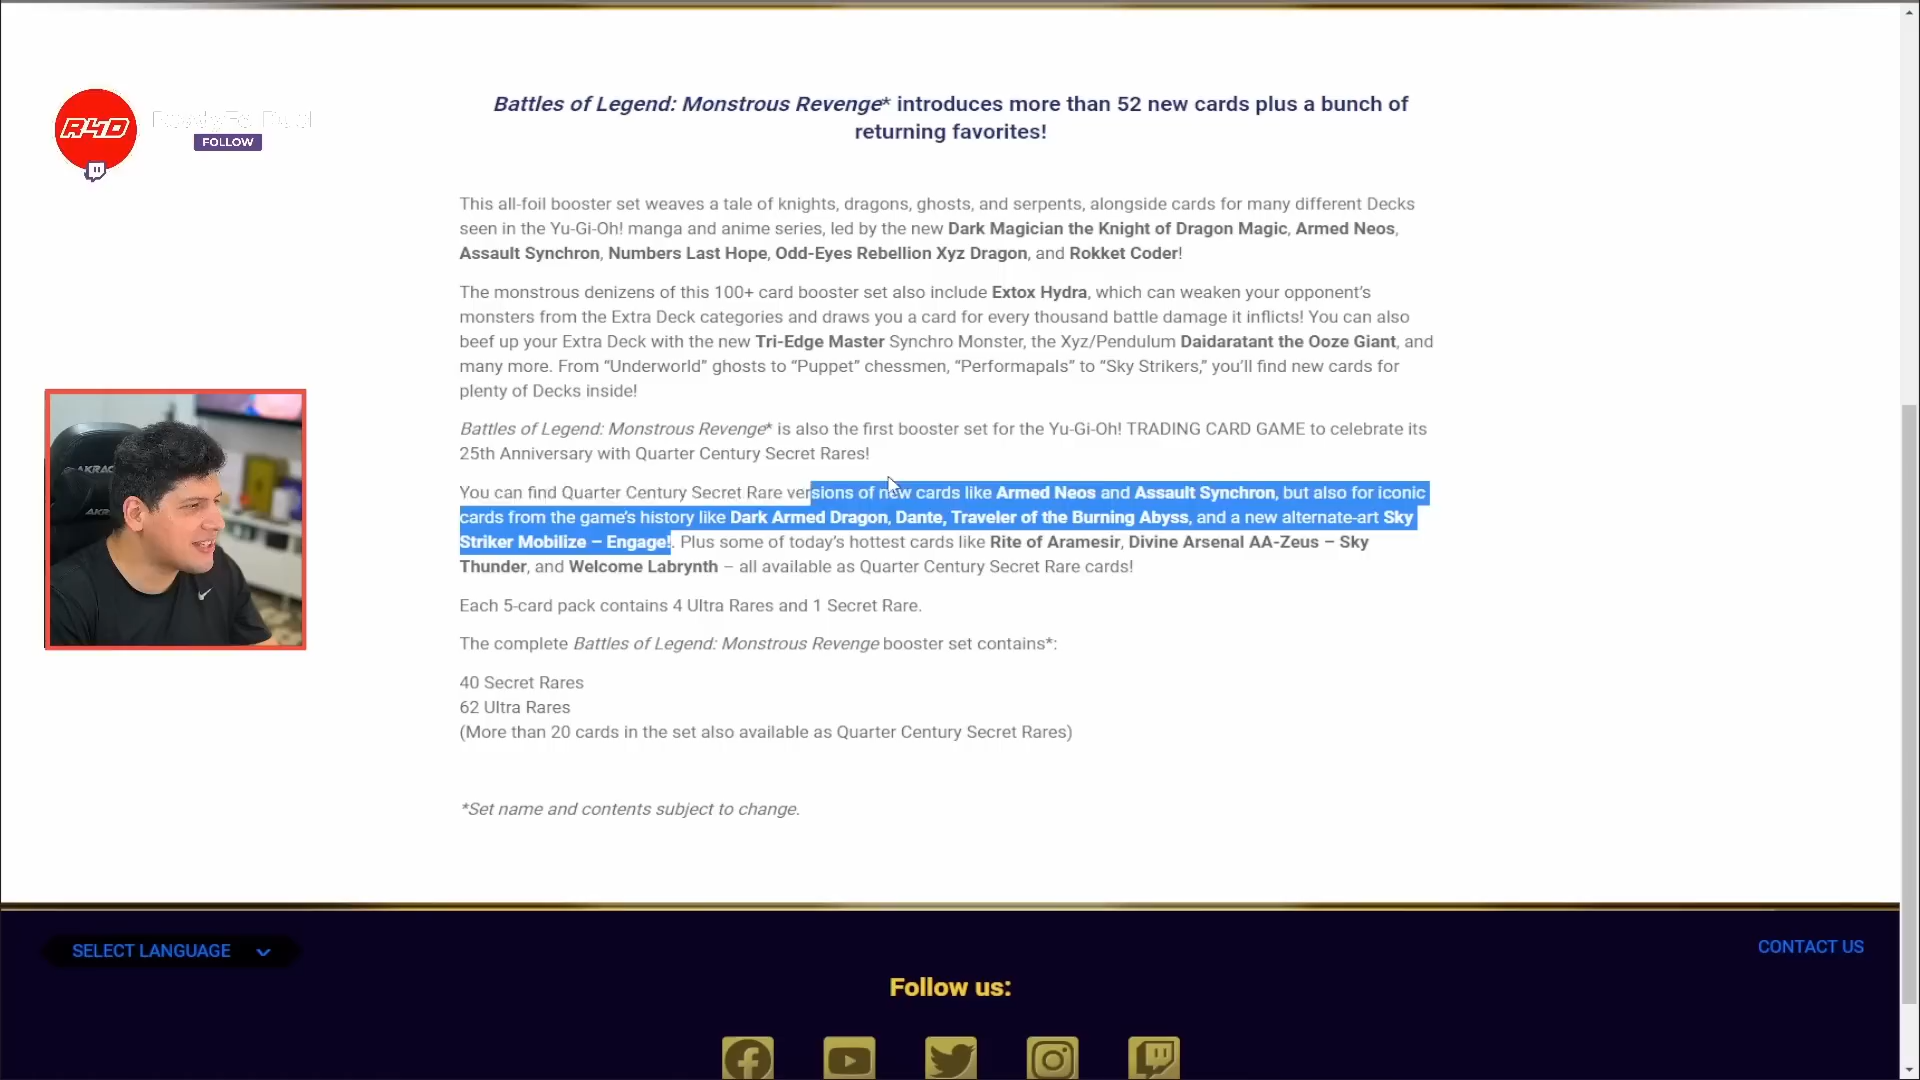 Battles of Legend: Monstrous Revenge* introduces more than 52 new cards plus a bunch of
returning favorites!
R4D
FOLLOW
This all-foil booster set weaves a tale of knights, dragons, ghosts, and serpents, alongside cards for many different Decks
seen in the Yu-Gi-Oh! manga and anime series, led by the new Dark Magician the Knight of Dragon Magic, Armed Neos,
Assault Synchron, Numbers Last Hope, Odd-Eyes Rebellion Xyz Dragon, and Rokket Coder!
The monstrous denizens of this 100+ card booster set also include Extox Hydra, which can weaken your opponent's
monsters from the Extra Deck categories and draws you a card for every thousand battle damage it inflicts! You can also
beef up your Extra Deck with the new Tri-Edge Master Synchro Monster, the Xyz/Pendulum Daidaratant the Ooze Giant, and
many more. From “Underworld” ghosts to “Puppet” chessmen, “Performapals” to “Sky Strikers,” you'll find new cards for
plenty of Decks inside!
Battles of Legend: Monstrous Revenge* is also the first booster set for the Yu-Gi-Oh! TRADING CARD GAME to celebrate its
25th Anniversary with Quarter Century Secret Rares!
You can find Quarter Century Secret Rare versions of new cards like Armed Neos and Assault Synchron, but also for iconic
cards from the game's history like Dark Armed Dragon, Dante, Traveler of the Burning Abyss, and a new alternate-art Sky
Striker Mobilize – Engage!. Plus some of today's hottest cards like Rite of Aramesir, Divine Arsenal AA-Zeus – Sky
Thunder, and Welcome Labrynth – all available as Quarter Century Secret Rare cards!
Each 5-card pack contains 4 Ultra Rares and 1 Secret Rare.
The complete Battles of Legend: Monstrous Revenge booster set contains*:
40 Secret Rares
62 Ultra Rares
(More than 20 cards in the set also available as Quarter Century Secret Rares)
*Set name and contents subject to change.
SELECT LANGUAGE
CONTACT US
Follow us: